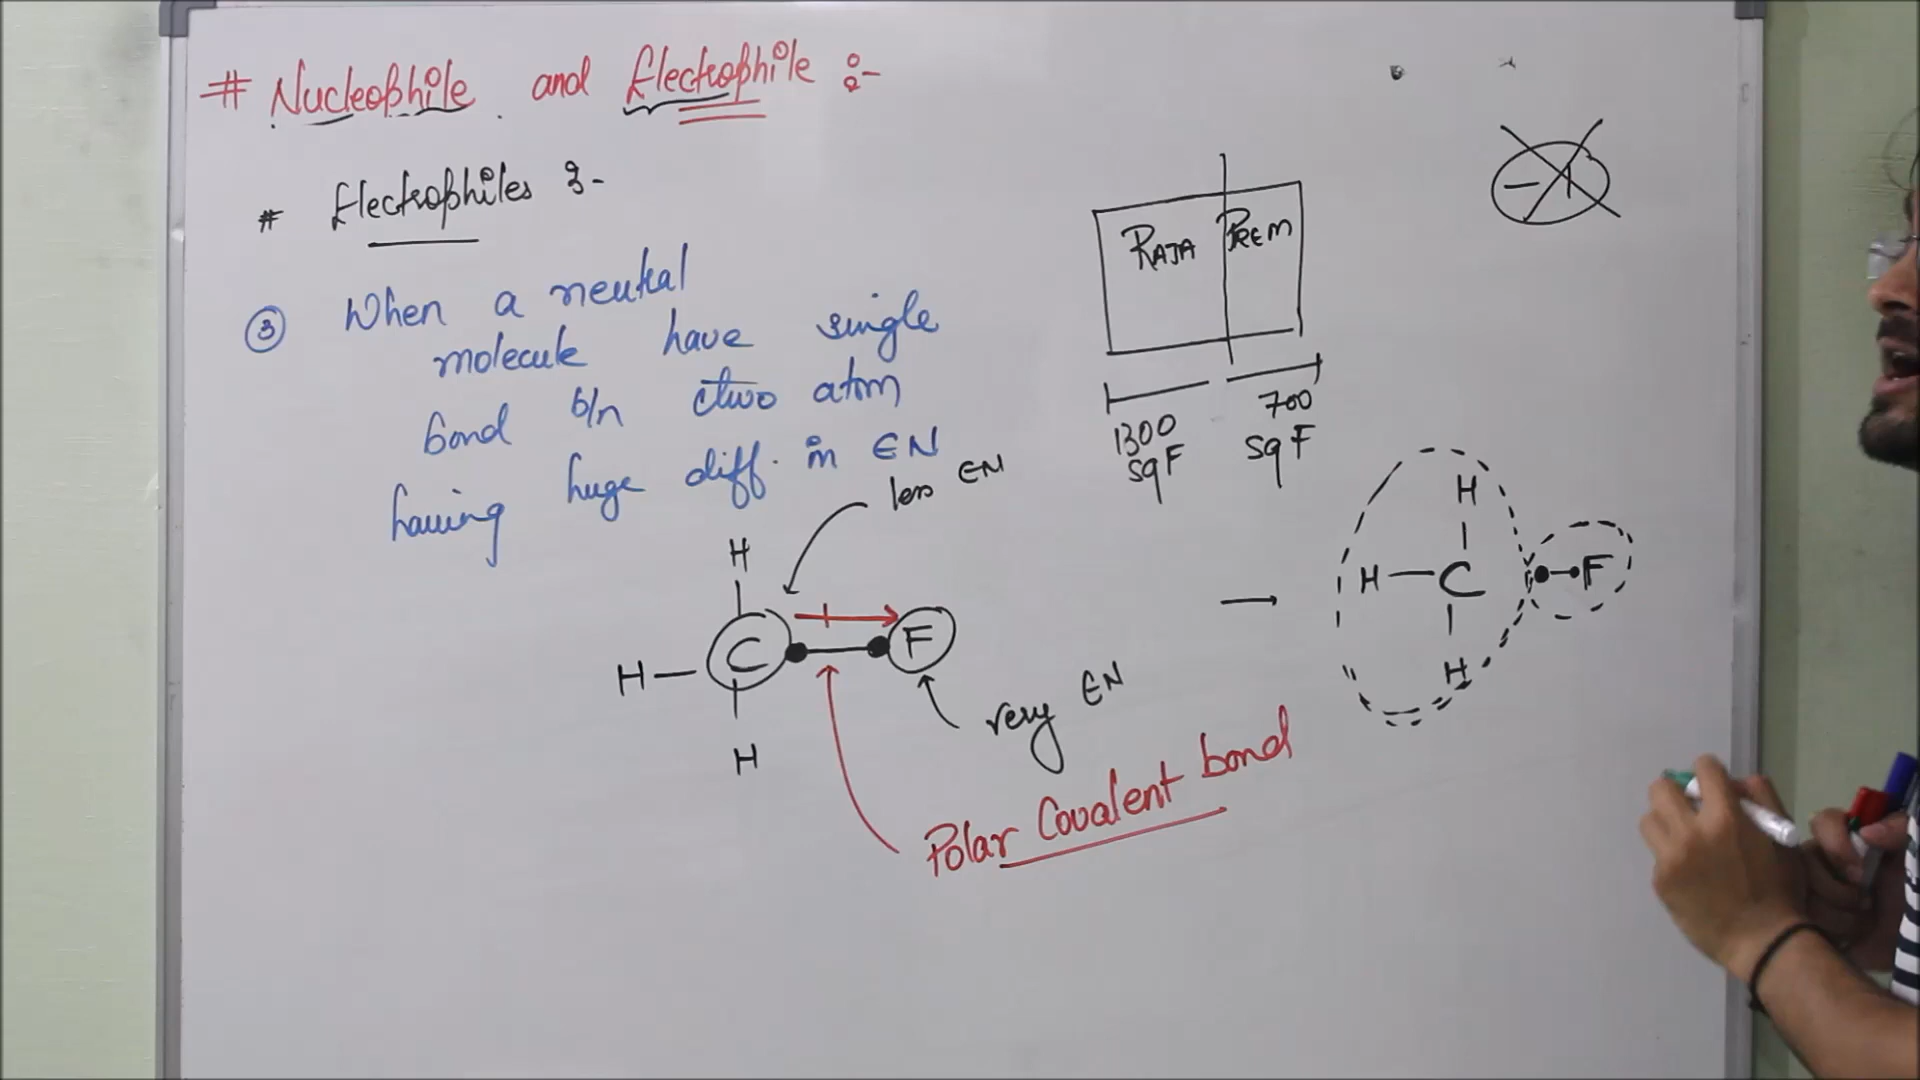 # Nucleophile and Electrophile :-
# Electrophiles :-
③ When a neutral
molecule have single
bond b/n two atom
having huge diff. in EN
less EN
H
H - C - F
H
very EN
Polar Covalent bond
RAJA PREM
1300 SqF
700 SqF
-1
→
H
H - C - F
H